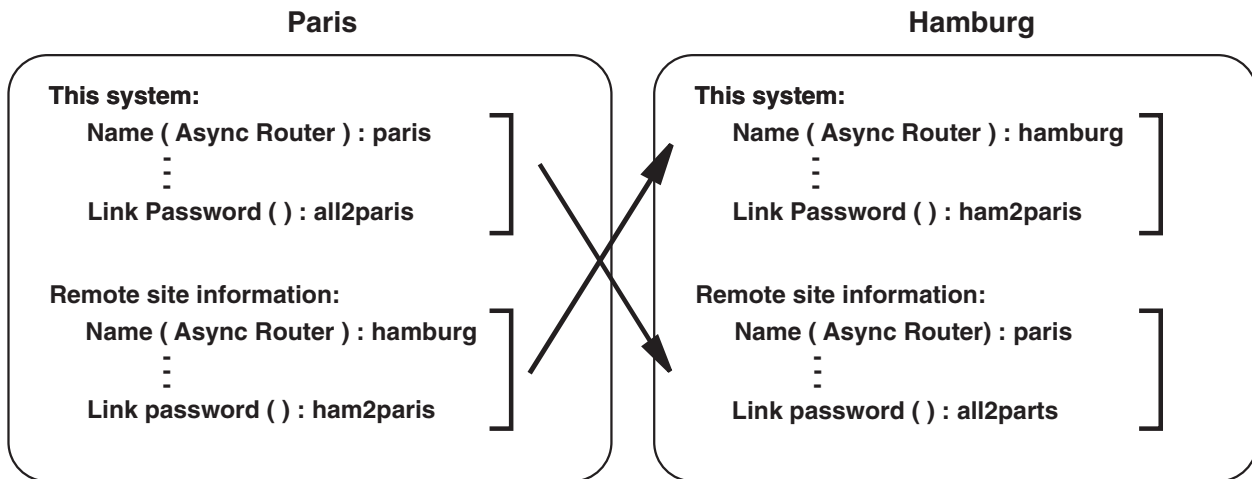 Paris
This system:
Name ( Async Router ) : paris
Link Password ( ) : all2paris
Remote site information:
Name ( Async Router ) : hamburg
Link password ( ) : ham2paris
Hamburg
This system:
Name ( Async Router ) : hamburg
Link Password ( ) : ham2paris
Remote site information:
Name ( Async Router) : paris
Link password ( ) : all2parts